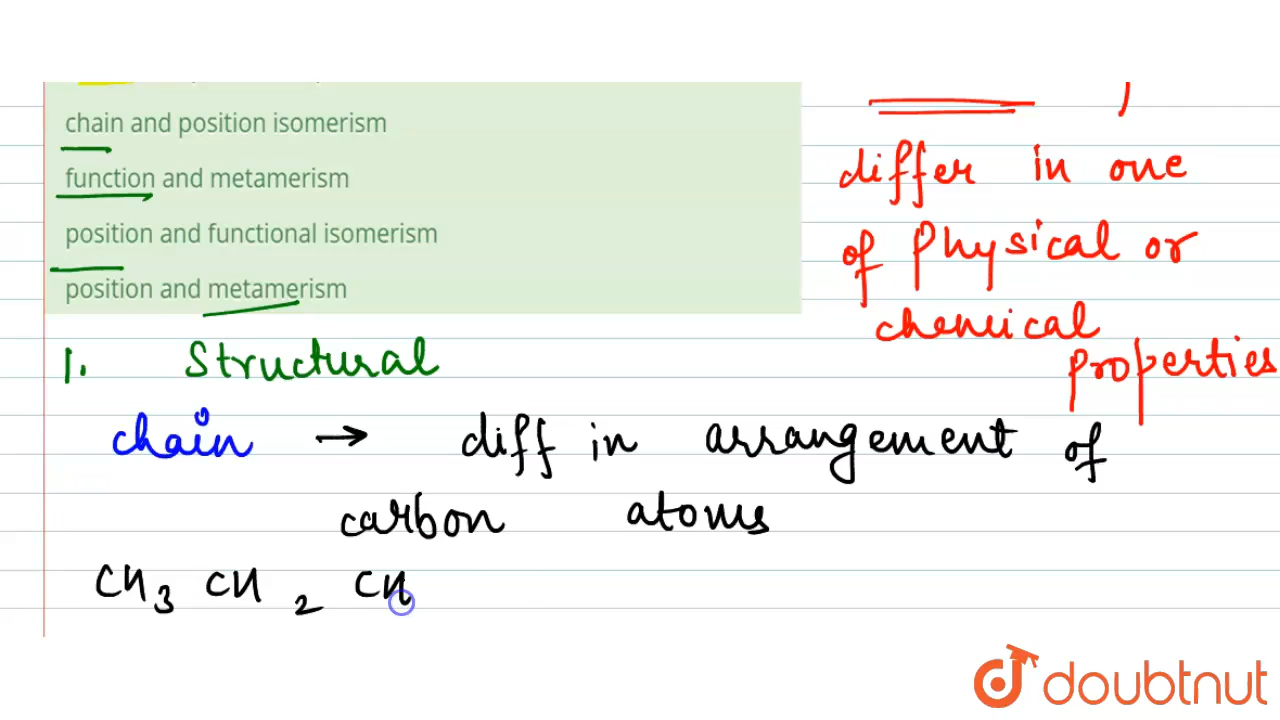 chain and position isomerism
function and metamerism
position and functional isomerism
position and metamerism
differ in one
of Physical or
chemical
Properties
1. Structural
chain → diff in arrangement of
carbon atoms
CH3 CH2 CH
doubtnut